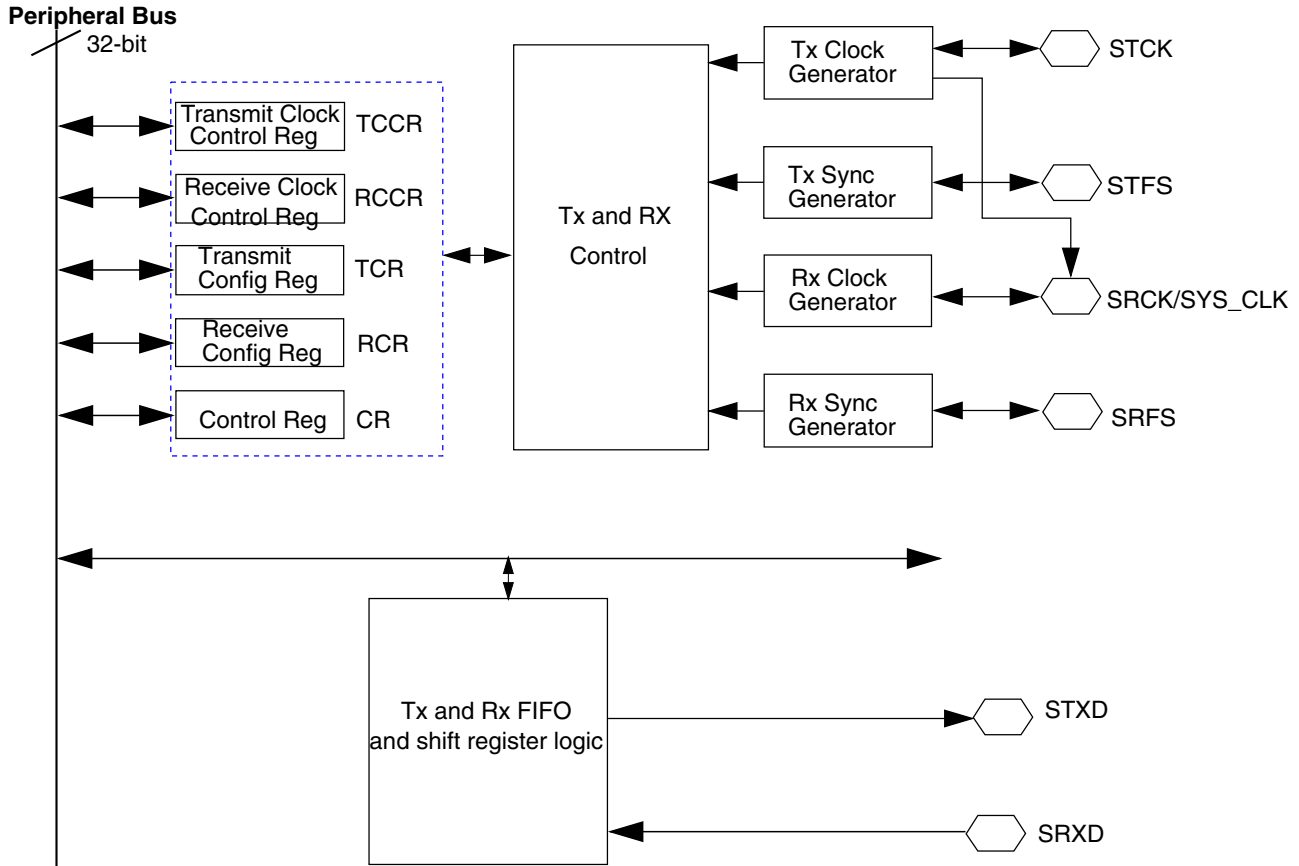 Peripheral Bus
32-bit
Transmit Clock
Control Reg
TCCR
Receive Clock
Control Reg
RCCR
Transmit
Config Reg
TCR
Receive
Config Reg
RCR
Control Reg
CR
Tx and RX
Control
Tx Clock
Generator
STCK
Tx Sync
Generator
STFS
Rx Clock
Generator
SRCK/SYS_CLK
Rx Sync
Generator
SRFS
Tx and Rx FIFO
and shift register logic
STXD
SRXD